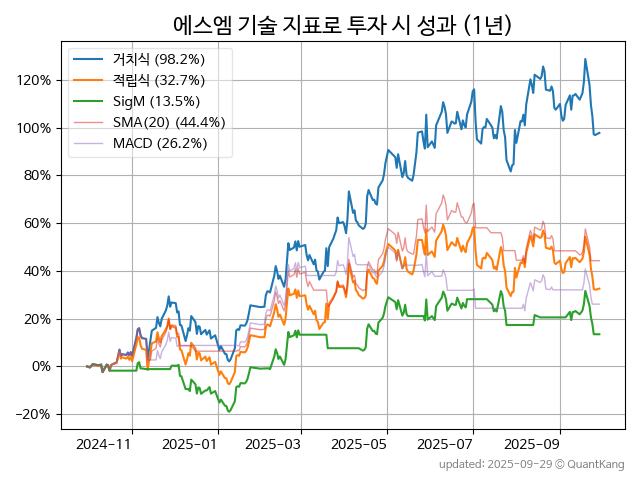 에스엠 기술 지표로 투자 시 성과 (1년)
거치식 (98.2%)
적립식 (32.7%)
SigM (13.5%)
SMA(20) (44.4%)
MACD (26.2%)
120%
100%
80%
60%
40%
20%
0%
−20%
2024-11 2025-01 2025-03 2025-05 2025-07 2025-09
updated: 2025-09-29 © QuantKang